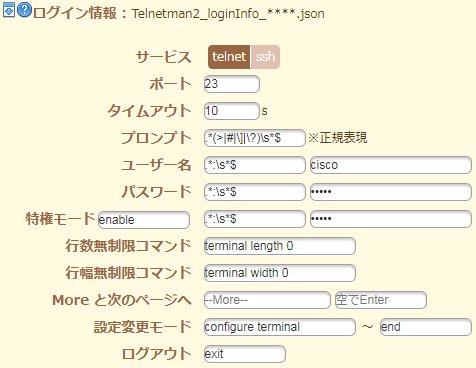 ログイン情報 : Telnetman2_loginInfo_****.json
サービス telnet ssh
ポート 23
タイムアウト 10 s
プロンプト .*(>|#|\]|\?)\s*$ ※正規表現
ユーザー名 .*:\s*$ cisco
パスワード .*:\s*$ •••••
特権モード enable .*:\s*$ •••••
行数無制限コマンド terminal length 0
行幅無制限コマンド terminal width 0
More と次のページへ --More-- 空でEnter
設定変更モード configure terminal ～ end
ログアウト exit